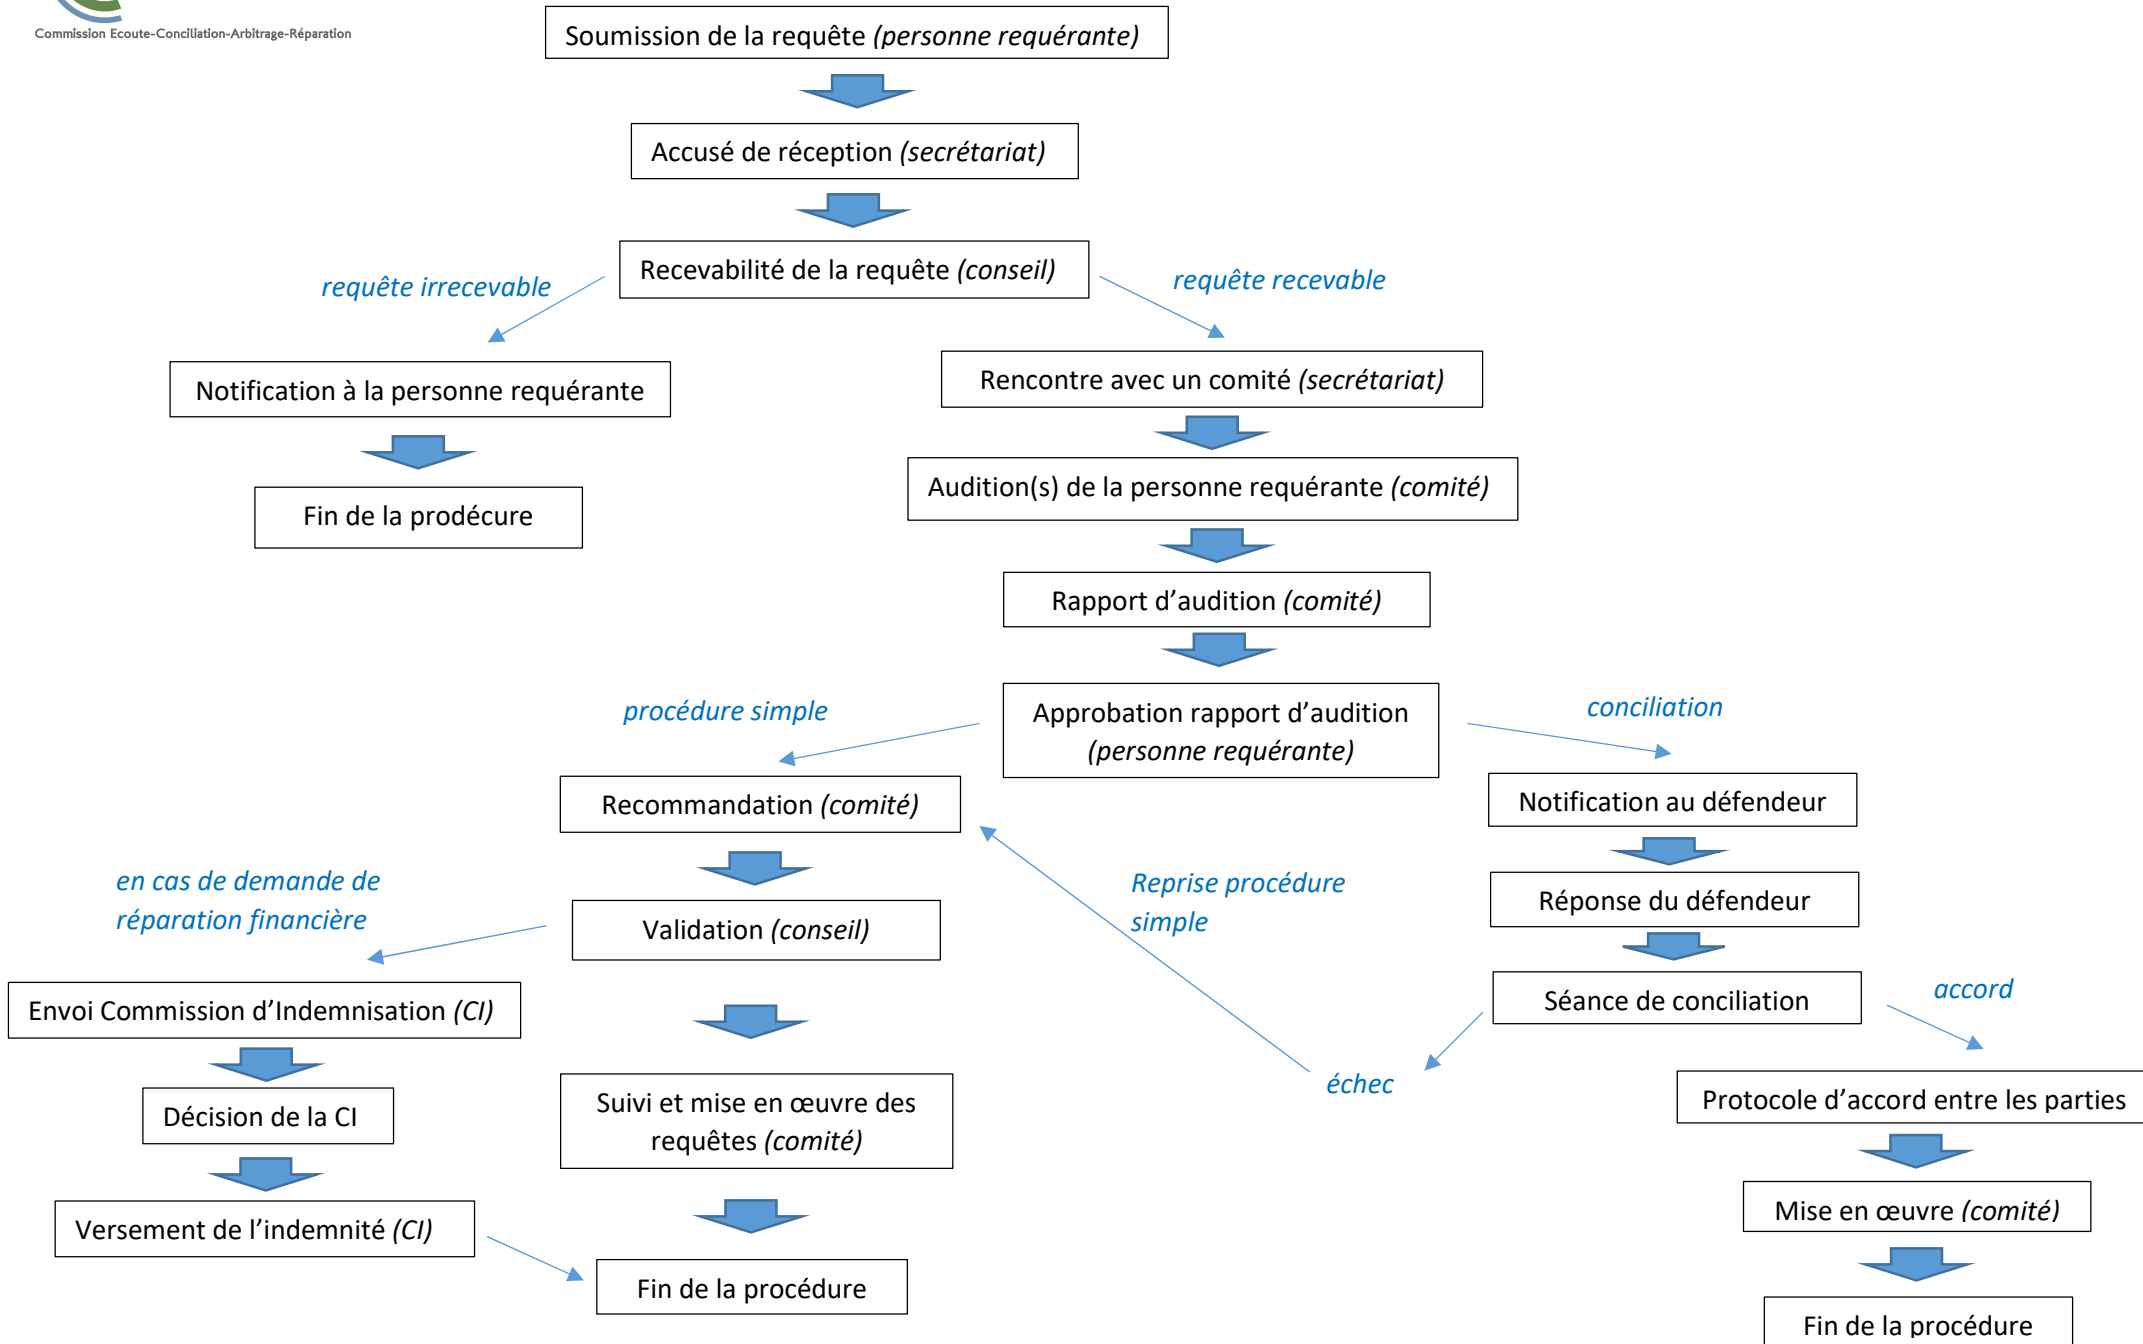 Commission Ecoute-Conciliation-Arbitrage-Réparation
Soumission de la requête (personne requérante)
Accusé de réception (secrétariat)
Recevabilité de la requête (conseil)
requête irrecevable
requête recevable
Notification à la personne requérante
Rencontre avec un comité (secrétariat)
Fin de la prodécure
Audition(s) de la personne requérante (comité)
Rapport d’audition (comité)
Approbation rapport d’audition
(personne requérante)
procédure simple
conciliation
Recommandation (comité)
Notification au défendeur
en cas de demande de
réparation financière
Validation (conseil)
Reprise procédure
simple
Réponse du défendeur
Envoi Commission d’Indemnisation (CI)
Séance de conciliation
accord
échec
Décision de la CI
Suivi et mise en œuvre des
requêtes (comité)
Protocole d’accord entre les parties
Versement de l’indemnité (CI)
Mise en œuvre (comité)
Fin de la procédure
Fin de la procédure